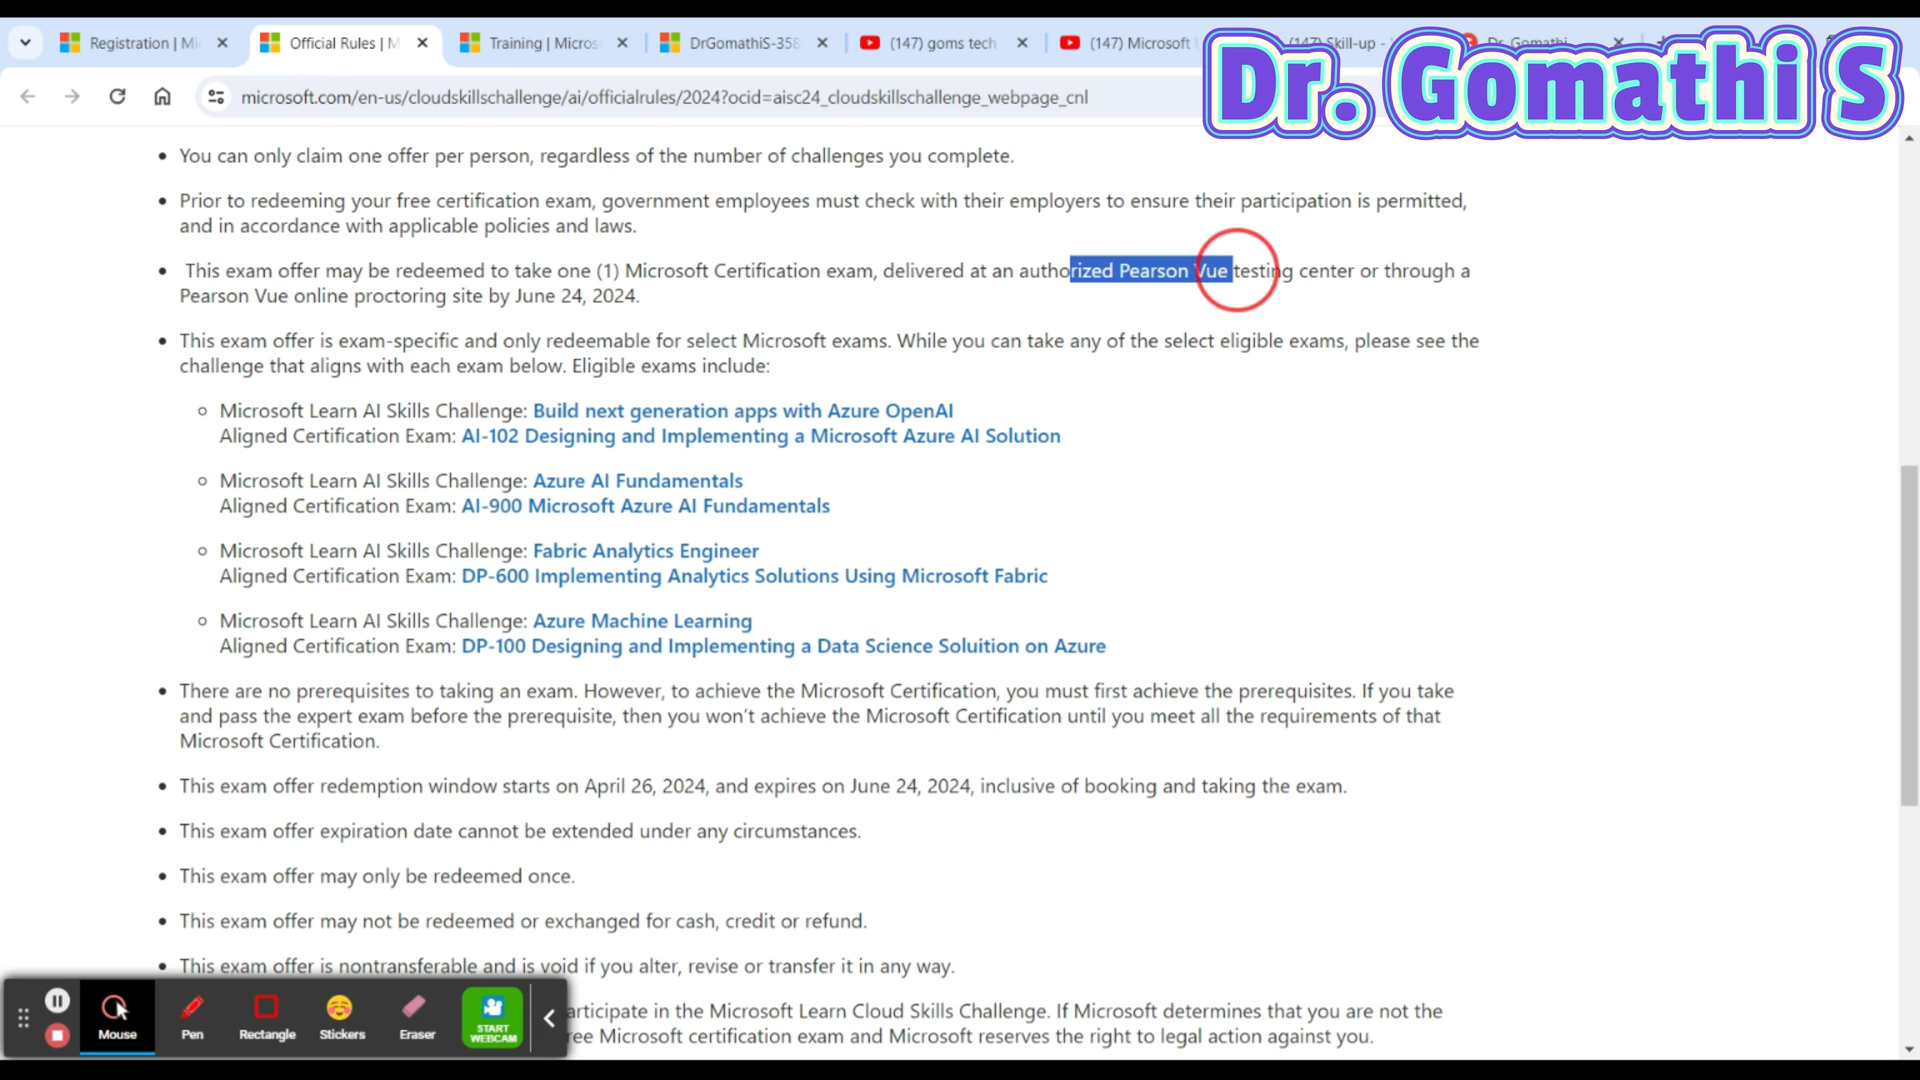 Registration | Mi
Official Rules | M
Training | Micros
DrGomathiS-358
(147) goms tech
(147) Microsoft
(147) Skill-up -
Dr. Gomathi
Dr. Gomathi S
microsoft.com/en-us/cloudskillschallenge/ai/officialrules/2024?ocid=aisc24_cloudskillschallenge_webpage_cnl
• You can only claim one offer per person, regardless of the number of challenges you complete.
• Prior to redeeming your free certification exam, government employees must check with their employers to ensure their participation is permitted,
and in accordance with applicable policies and laws.
• This exam offer may be redeemed to take one (1) Microsoft Certification exam, delivered at an authorized Pearson Vue testing center or through a
Pearson Vue online proctoring site by June 24, 2024.
• This exam offer is exam-specific and only redeemable for select Microsoft exams. While you can take any of the select eligible exams, please see the
challenge that aligns with each exam below. Eligible exams include:
Microsoft Learn AI Skills Challenge: Build next generation apps with Azure OpenAI
Aligned Certification Exam: AI-102 Designing and Implementing a Microsoft Azure AI Solution
Microsoft Learn AI Skills Challenge: Azure AI Fundamentals
Aligned Certification Exam: AI-900 Microsoft Azure AI Fundamentals
Microsoft Learn AI Skills Challenge: Fabric Analytics Engineer
Aligned Certification Exam: DP-600 Implementing Analytics Solutions Using Microsoft Fabric
Microsoft Learn AI Skills Challenge: Azure Machine Learning
Aligned Certification Exam: DP-100 Designing and Implementing a Data Science Soluition on Azure
• There are no prerequisites to taking an exam. However, to achieve the Microsoft Certification, you must first achieve the prerequisites. If you take
and pass the expert exam before the prerequisite, then you won't achieve the Microsoft Certification until you meet all the requirements of that
Microsoft Certification.
• This exam offer redemption window starts on April 26, 2024, and expires on June 24, 2024, inclusive of booking and taking the exam.
• This exam offer expiration date cannot be extended under any circumstances.
• This exam offer may only be redeemed once.
• This exam offer may not be redeemed or exchanged for cash, credit or refund.
• This exam offer is nontransferable and is void if you alter, revise or transfer it in any way.
articipate in the Microsoft Learn Cloud Skills Challenge. If Microsoft determines that you are not the
ree Microsoft certification exam and Microsoft reserves the right to legal action against you.
Mouse
Pen
Rectangle
Stickers
Eraser
START
WEBCAM